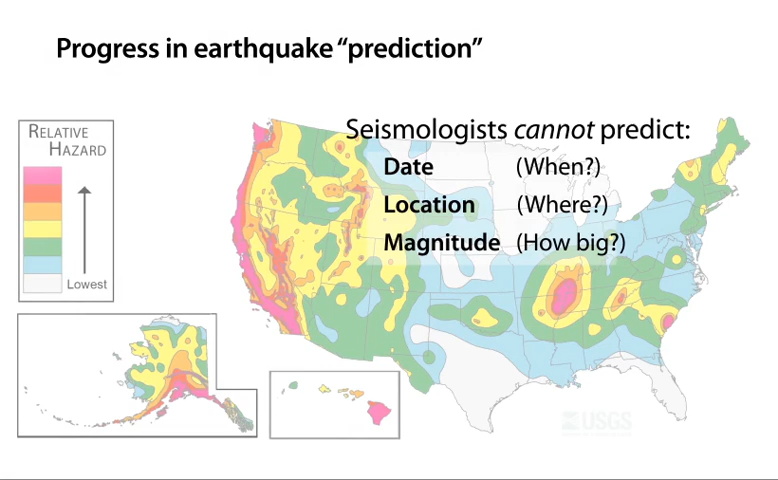 Progress in earthquake “prediction”
Seismologists cannot predict:
Date (When?)
Location (Where?)
Magnitude (How big?)
RELATIVE
HAZARD
Lowest
USGS